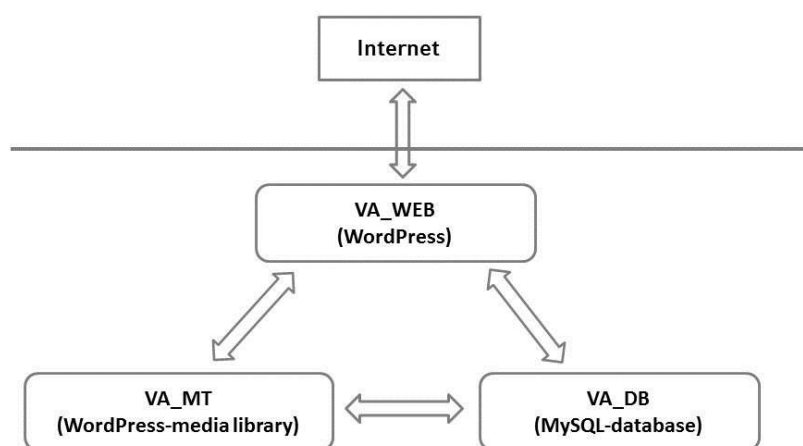 Internet
VA_WEB
(WordPress)
VA_MT
(WordPress-media library)
VA_DB
(MySQL-database)